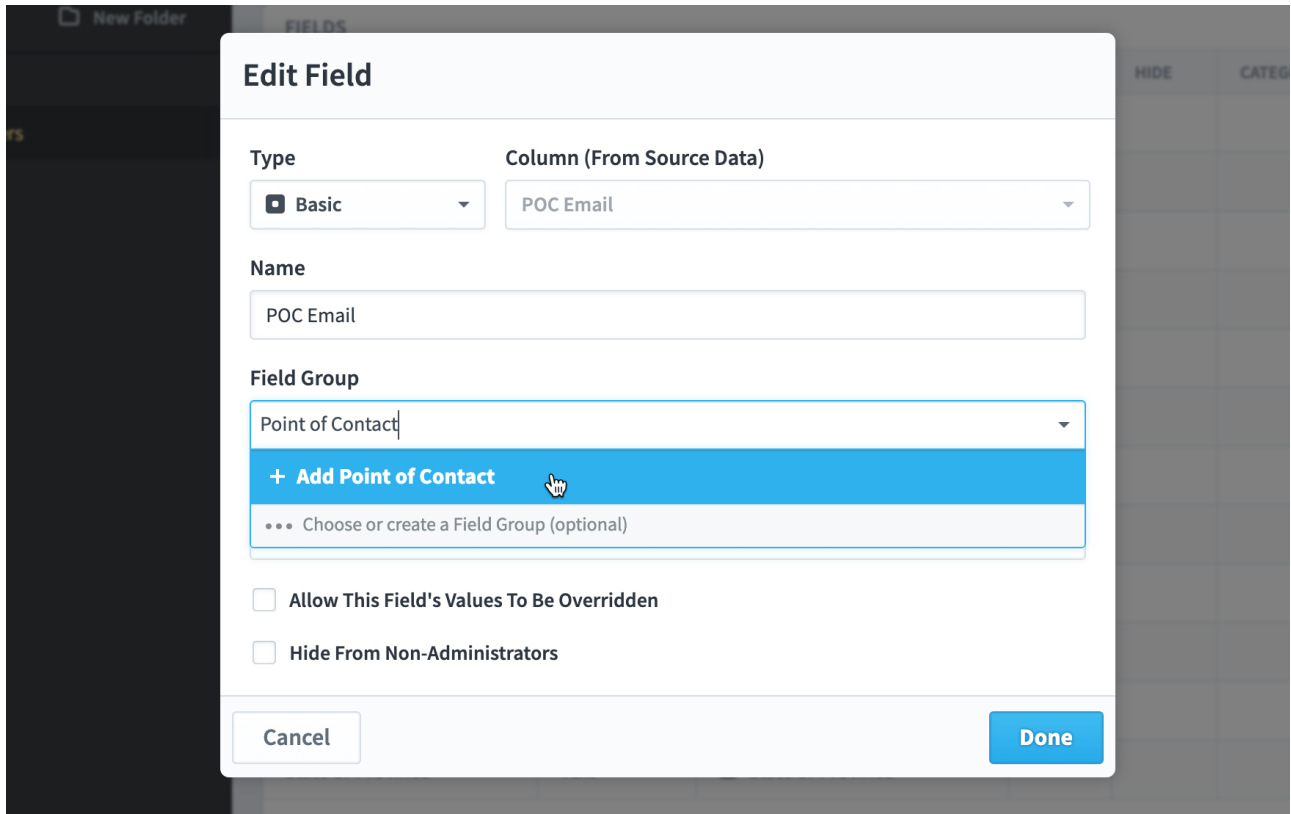 New Folder
FIELDS
Edit Field
HIDE
CATEG
rs
Type
Column (From Source Data)
Basic
POC Email
Name
POC Email
Field Group
Point of Contact
+ Add Point of Contact
••• Choose or create a Field Group (optional)
Allow This Field's Values To Be Overridden
Hide From Non-Administrators
Cancel
Done